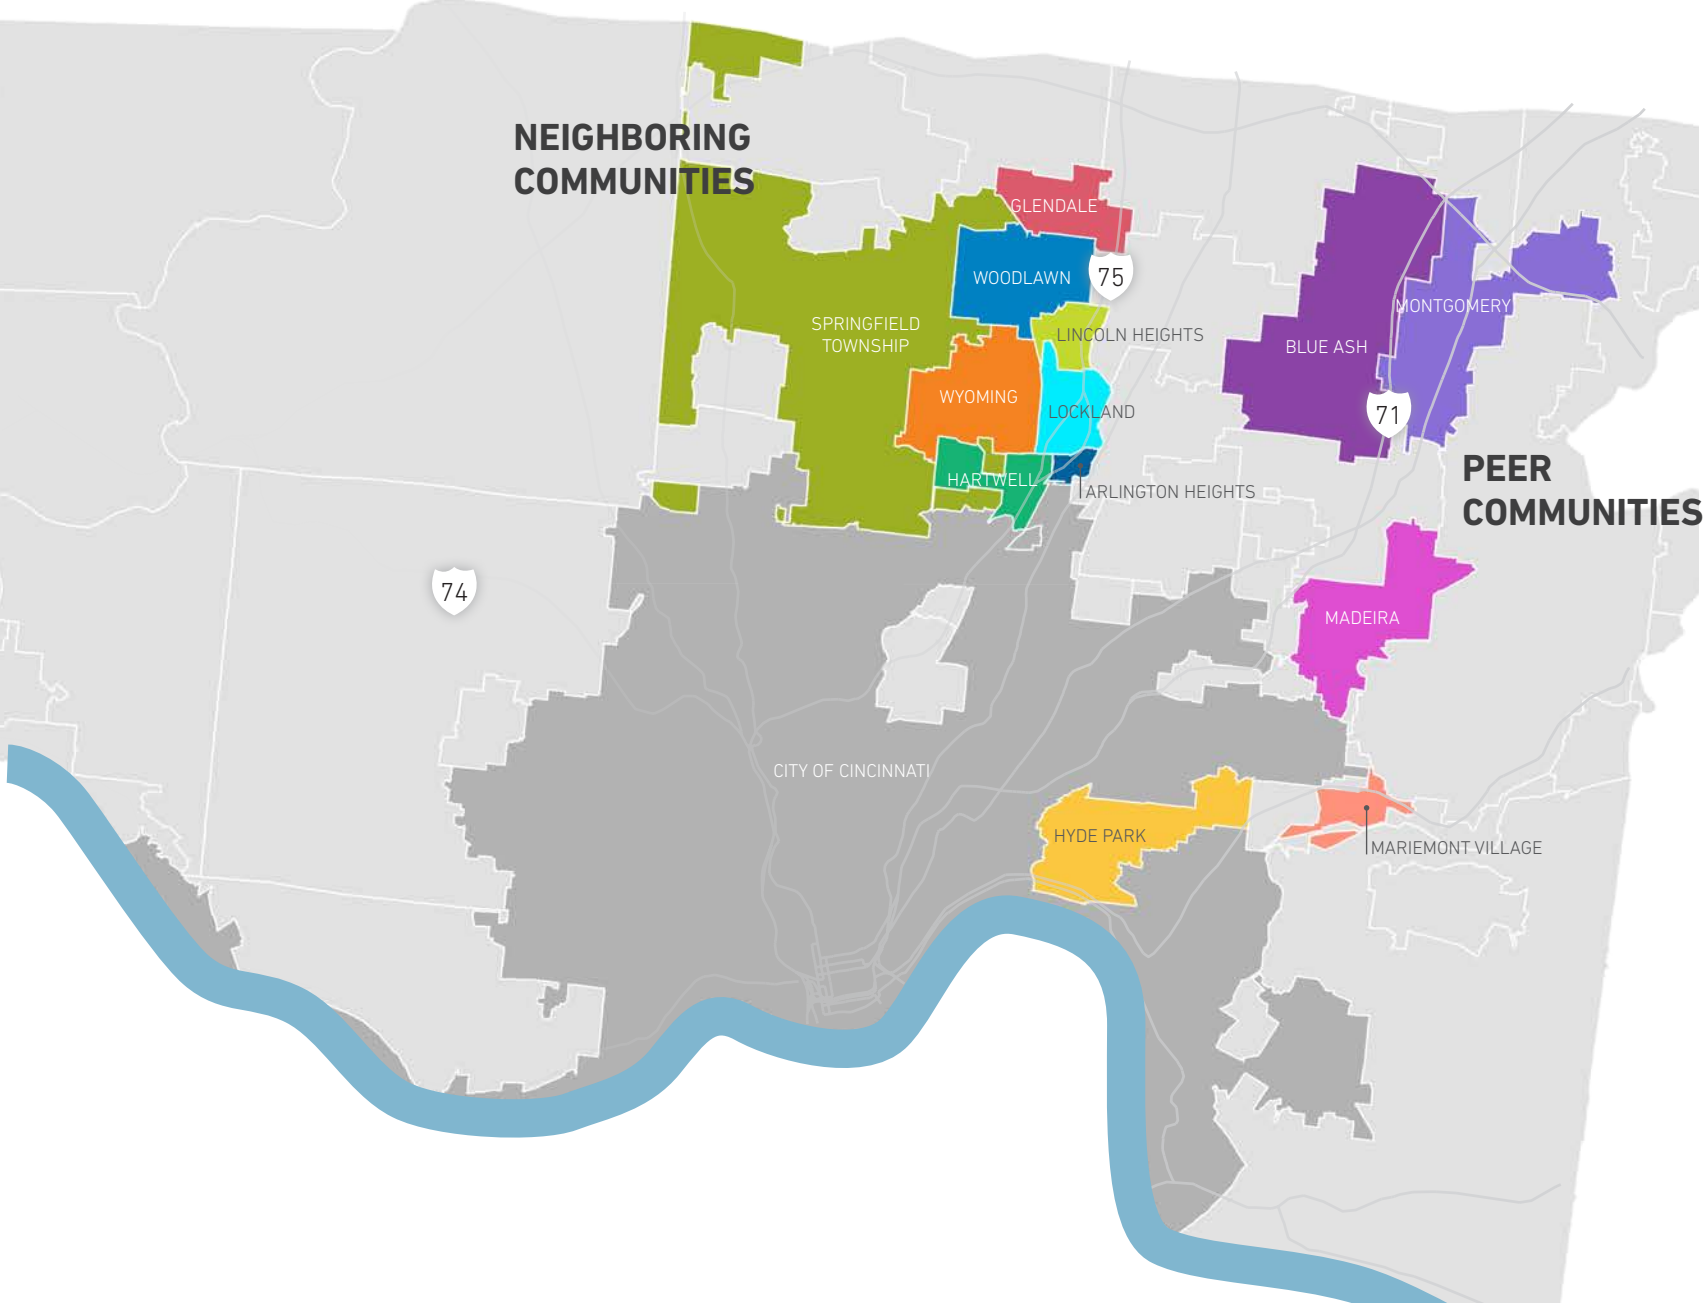 NEIGHBORING
COMMUNITIES
GLENDALE
WOODLAWN
75
SPRINGFIELD
TOWNSHIP
LINCOLN HEIGHTS
MONTGOMERY
BLUE ASH
WYOMING
LOCKLAND
71
HARTWELL
ARLINGTON HEIGHTS
PEER
COMMUNITIES
74
MADEIRA
CITY OF CINCINNATI
HYDE PARK
MARIEMONT VILLAGE